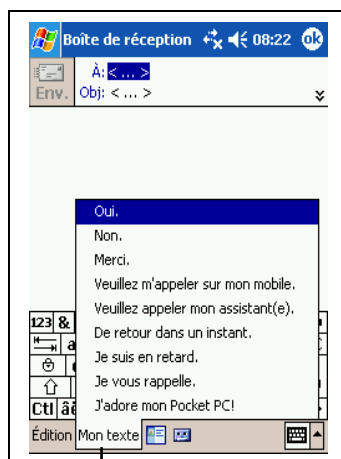 Boîte de réception 08:22 ok
À: < ... >
Env. Obj: < ... >
Oui.
Non.
Merci.
Veuillez m'appeler sur mon mobile.
Veuillez appeler mon assistant(e).
De retour dans un instant.
Je suis en retard.
Je vous rappelle.
J'adore mon Pocket PC!
123 &
a
Ctl âë
Édition Mon texte